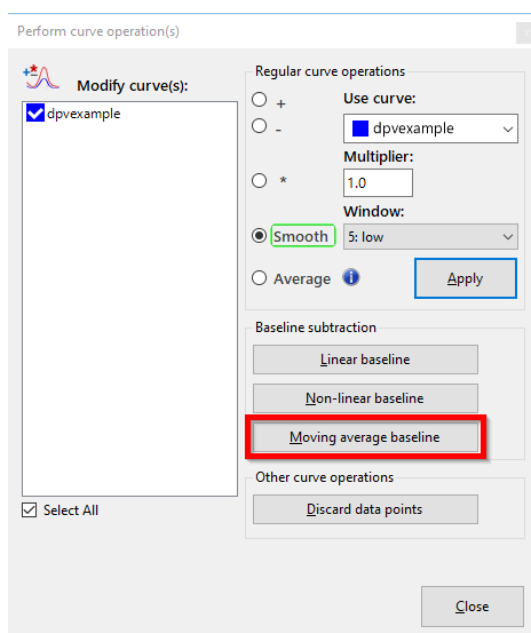 Perform curve operation(s)
Modify curve(s):
dpvexample
Select All
Regular curve operations
+
Use curve:
-
dpvexample
Multiplier:
*
1.0
Window:
Smooth
5: low
Average
Apply
Baseline subtraction
Linear baseline
Non-linear baseline
Moving average baseline
Other curve operations
Discard data points
Close